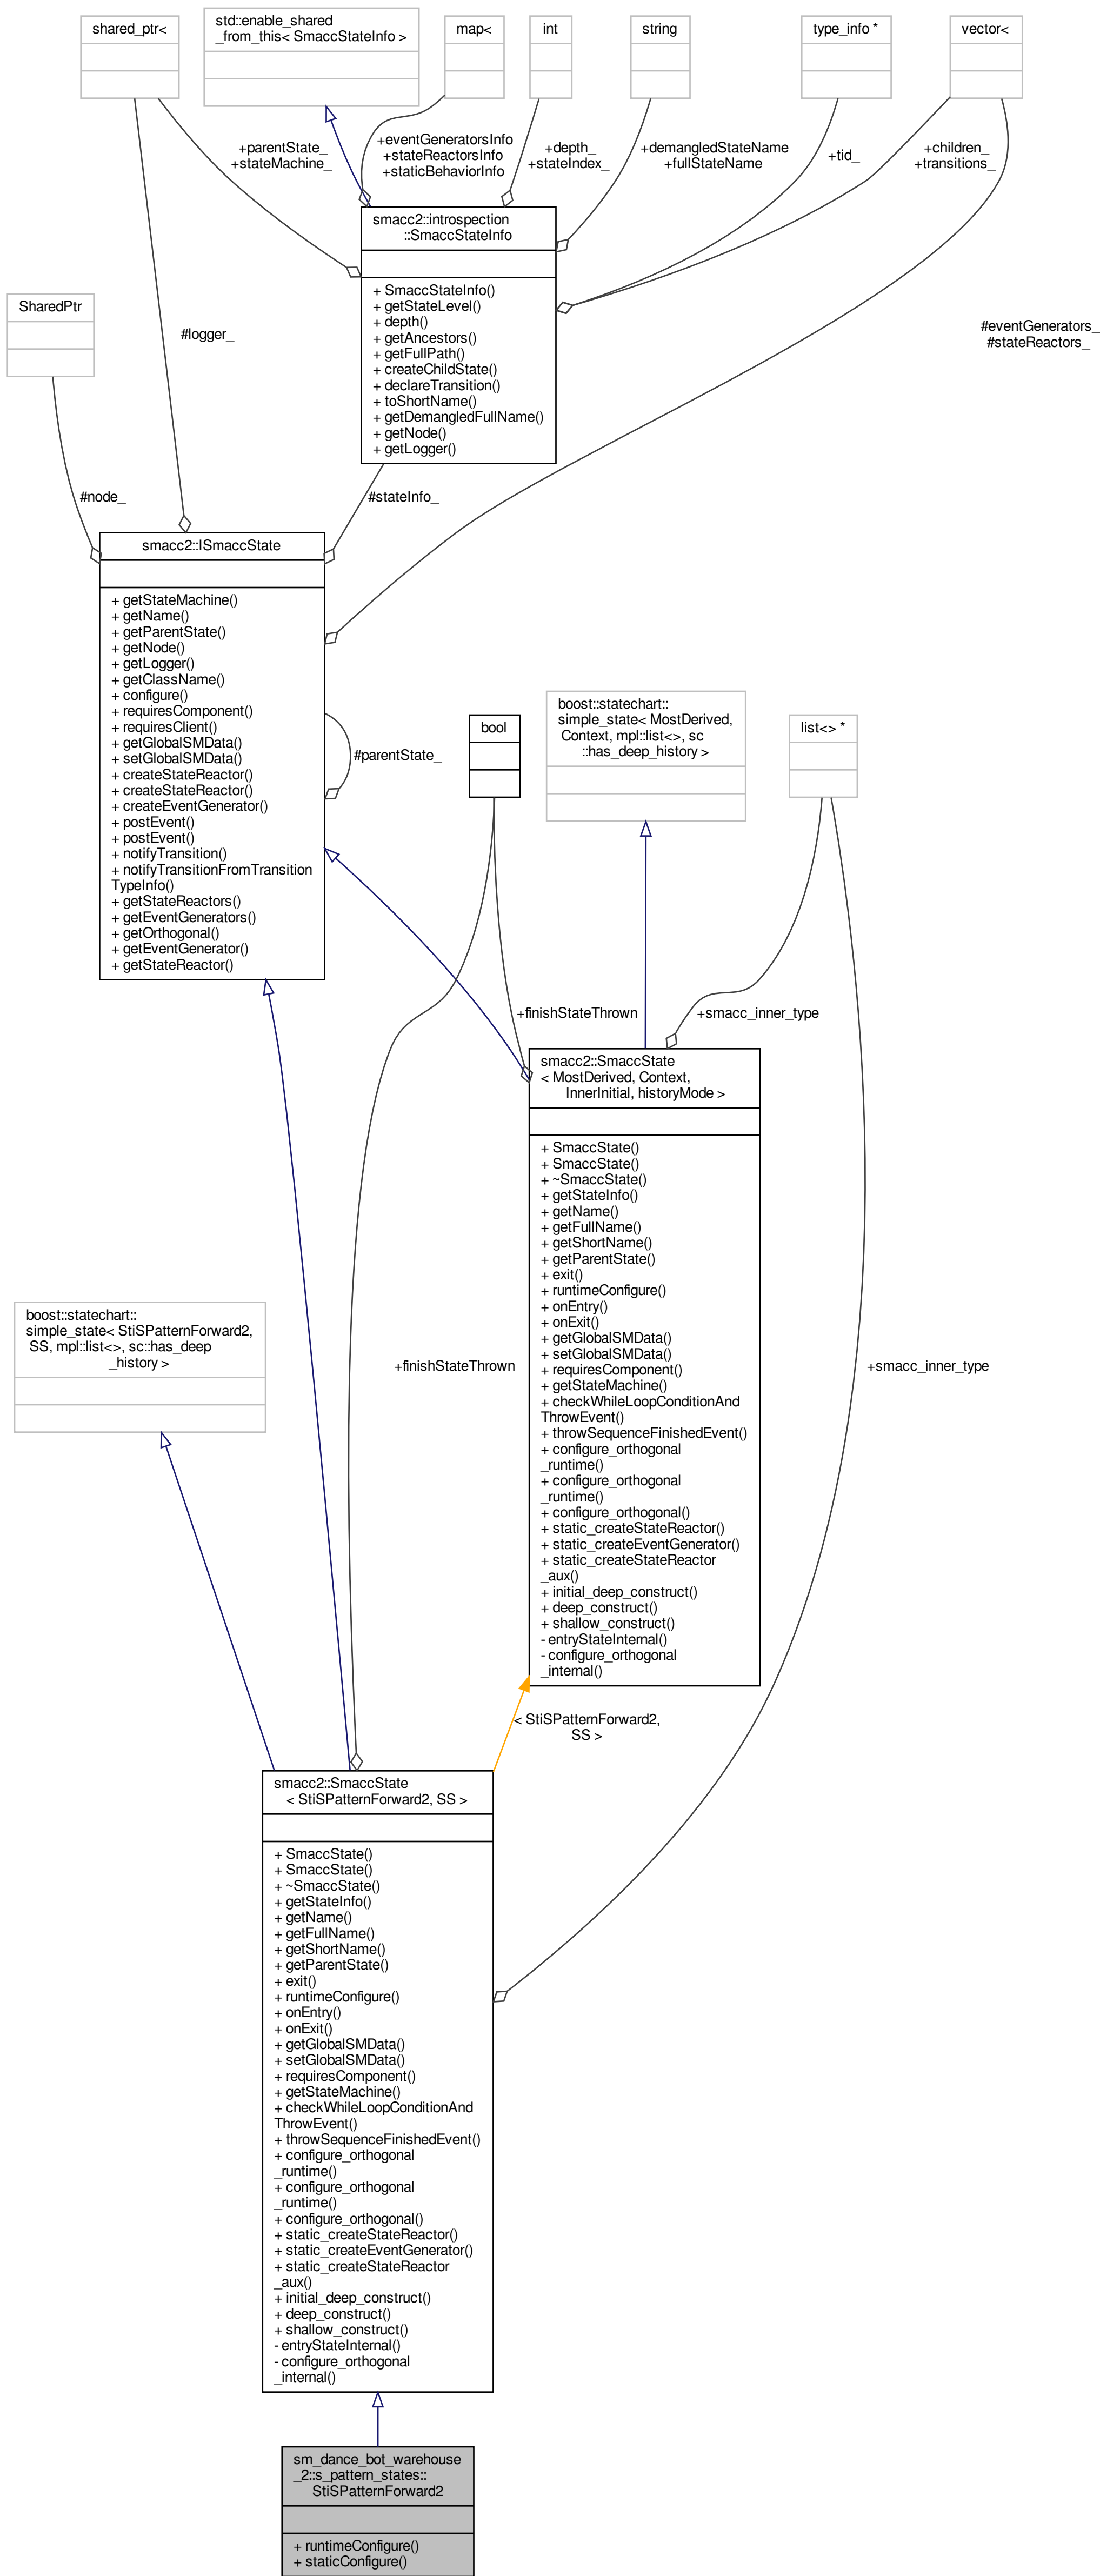 shared_ptr<
std::enable_shared
_from_this< SmaccStateInfo >
map<
int
string
type_info *
vector<
+parentState_
+stateMachine_
+eventGeneratorsInfo
+stateReactorsInfo
+staticBehaviorInfo
+depth_
+stateIndex_
+demangledStateName
+fullStateName
+tid_
+children_
+transitions_
smacc2::introspection
::SmaccStateInfo
+ SmaccStateInfo()
+ getStateLevel()
+ depth()
+ getAncestors()
+ getFullPath()
+ createChildState()
+ declareTransition()
+ toShortName()
+ getDemangledFullName()
+ getNode()
+ getLogger()
SharedPtr
#logger_
#eventGenerators_
#stateReactors_
#node_
#stateInfo_
smacc2::ISmaccState
+ getStateMachine()
+ getName()
+ getParentState()
+ getNode()
+ getLogger()
+ getClassName()
+ configure()
+ requiresComponent()
+ requiresClient()
+ getGlobalSMData()
+ setGlobalSMData()
+ createStateReactor()
+ createStateReactor()
+ createEventGenerator()
+ postEvent()
+ postEvent()
+ notifyTransition()
+ notifyTransitionFromTransition
TypeInfo()
+ getStateReactors()
+ getEventGenerators()
+ getOrthogonal()
+ getEventGenerator()
+ getStateReactor()
#parentState_
bool
boost::statechart::
simple_state< MostDerived,
Context, mpl::list<>, sc
::has_deep_history >
list<> *
+finishStateThrown
+smacc_inner_type
smacc2::SmaccState
< MostDerived, Context,
InnerInitial, historyMode >
+ SmaccState()
+ SmaccState()
+ ~SmaccState()
+ getStateInfo()
+ getName()
+ getFullName()
+ getShortName()
+ getParentState()
+ exit()
+ runtimeConfigure()
+ onEntry()
+ onExit()
+ getGlobalSMData()
+ setGlobalSMData()
+ requiresComponent()
+ getStateMachine()
+ checkWhileLoopConditionAnd
ThrowEvent()
+ throwSequenceFinishedEvent()
+ configure_orthogonal
_runtime()
+ configure_orthogonal
_runtime()
+ configure_orthogonal()
+ static_createStateReactor()
+ static_createEventGenerator()
+ static_createStateReactor
_aux()
+ initial_deep_construct()
+ deep_construct()
+ shallow_construct()
- entryStateInternal()
- configure_orthogonal
_internal()
boost::statechart::
simple_state< StiSPatternForward2,
SS, mpl::list<>, sc::has_deep
_history >
+finishStateThrown
+smacc_inner_type
< StiSPatternForward2,
SS >
smacc2::SmaccState
< StiSPatternForward2, SS >
+ SmaccState()
+ SmaccState()
+ ~SmaccState()
+ getStateInfo()
+ getName()
+ getFullName()
+ getShortName()
+ getParentState()
+ exit()
+ runtimeConfigure()
+ onEntry()
+ onExit()
+ getGlobalSMData()
+ setGlobalSMData()
+ requiresComponent()
+ getStateMachine()
+ checkWhileLoopConditionAnd
ThrowEvent()
+ throwSequenceFinishedEvent()
+ configure_orthogonal
_runtime()
+ configure_orthogonal
_runtime()
+ configure_orthogonal()
+ static_createStateReactor()
+ static_createEventGenerator()
+ static_createStateReactor
_aux()
+ initial_deep_construct()
+ deep_construct()
+ shallow_construct()
- entryStateInternal()
- configure_orthogonal
_internal()
sm_dance_bot_warehouse
_2::s_pattern_states::
StiSPatternForward2
+ runtimeConfigure()
+ staticConfigure()